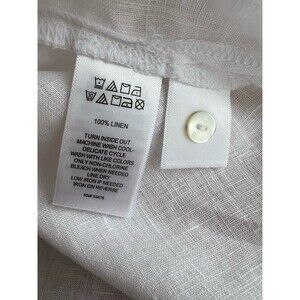 100% LINEN
TURN INSIDE OUT
MACHINE WASH COOL-
DELICATE CYCLE
WASH WITH LIKE COLORS
ONLY NON-CHLORINE
BLEACH WHEN NEEDED
LINE DRY
LOW IRON IF NEEDED
IRON ON REVERSE